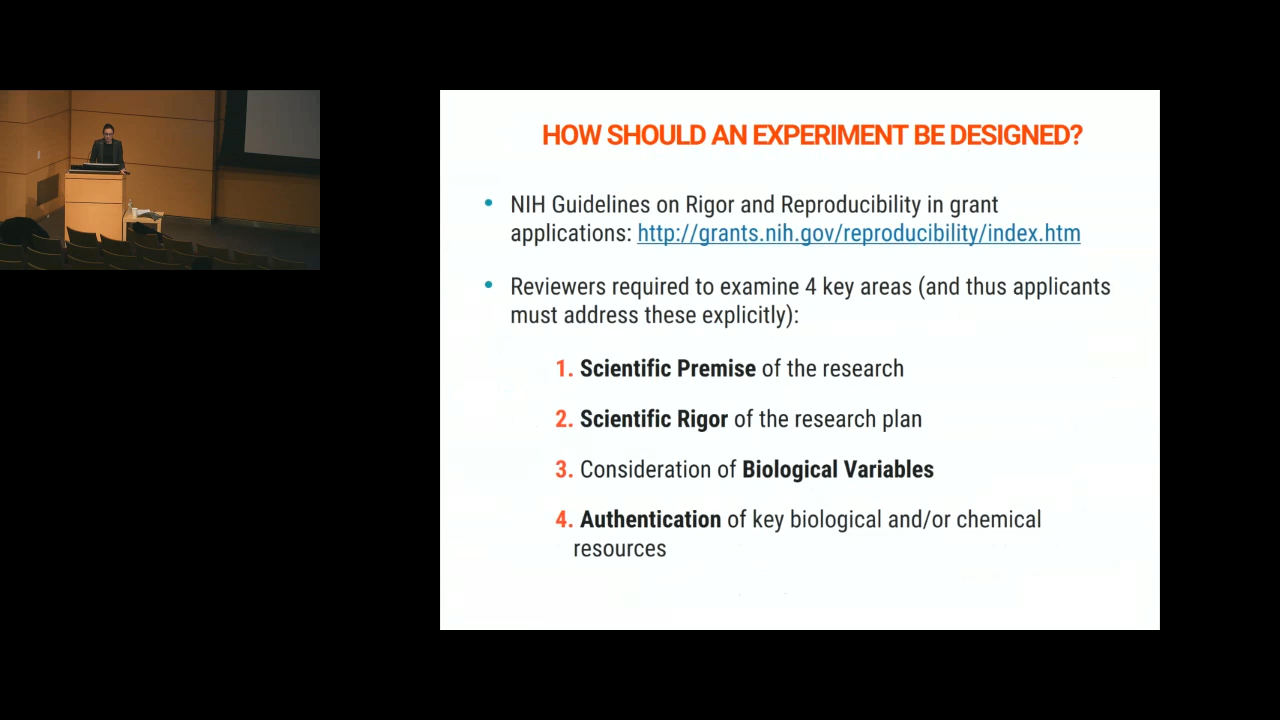 HOW SHOULD AN EXPERIMENT BE DESIGNED?
• NIH Guidelines on Rigor and Reproducibility in grant
applications: http://grants.nih.gov/reproducibility/index.htm
• Reviewers required to examine 4 key areas (and thus applicants
must address these explicitly):
1. Scientific Premise of the research
2. Scientific Rigor of the research plan
3. Consideration of Biological Variables
4. Authentication of key biological and/or chemical
resources